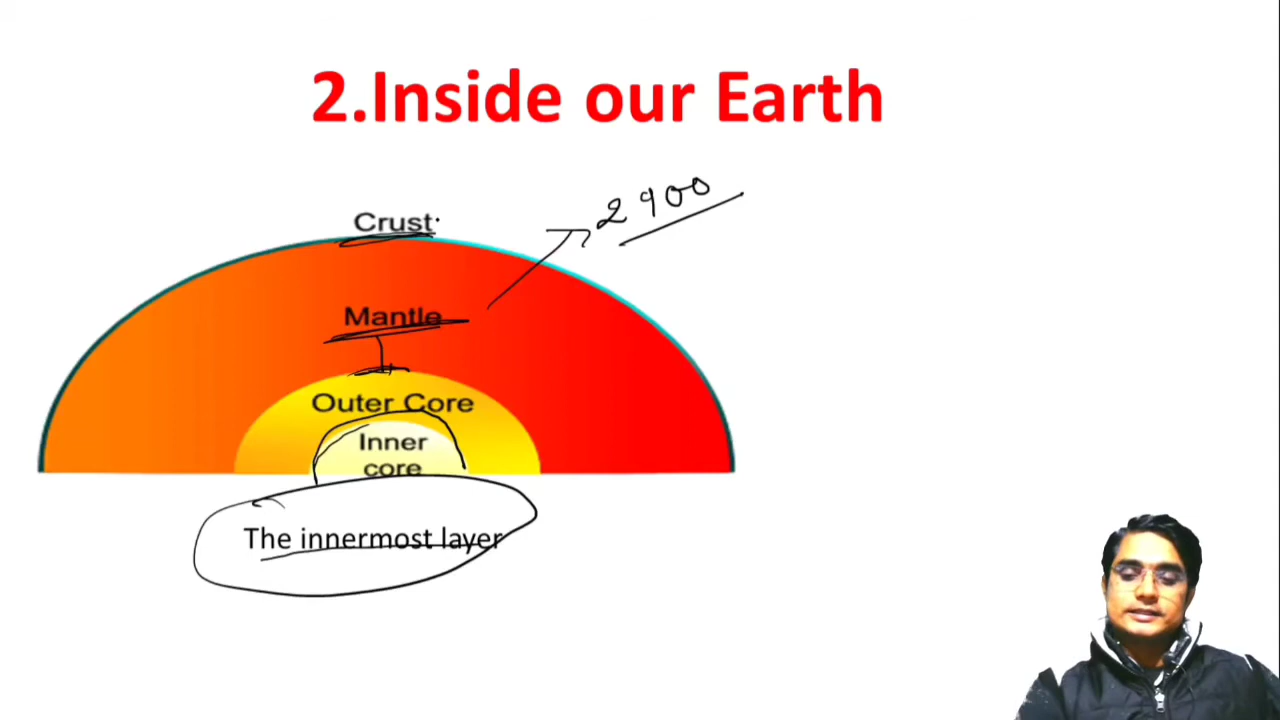 2.Inside our Earth
2900
Crust
Mantle
Outer Core
Inner
core
The innermost layer